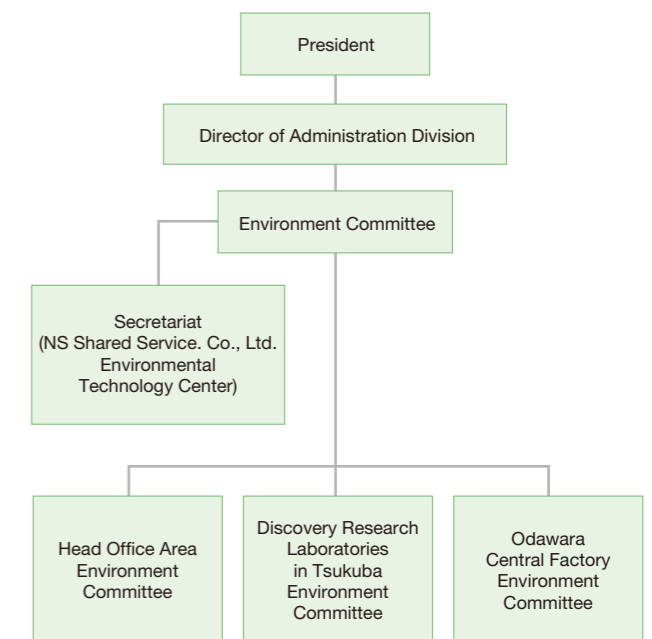 President
Director of Administration Division
Environment Committee
Secretariat
(NS Shared Service. Co., Ltd.
Environmental
Technology Center)
Head Office Area
Environment
Committee
Discovery Research
Laboratories
in Tsukuba
Environment
Committee
Odawara
Central Factory
Environment
Committee